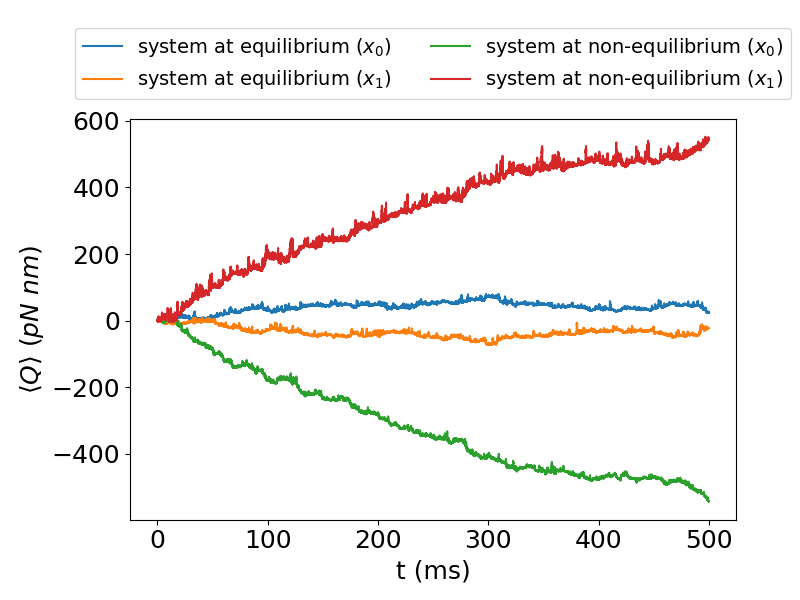 system at equilibrium (x₀) system at non-equilibrium (x₀)
system at equilibrium (x₁) system at non-equilibrium (x₁)
600
400
200
0
−200
−400
⟨Q⟩ (pN nm)
0 100 200 300 400 500
t (ms)